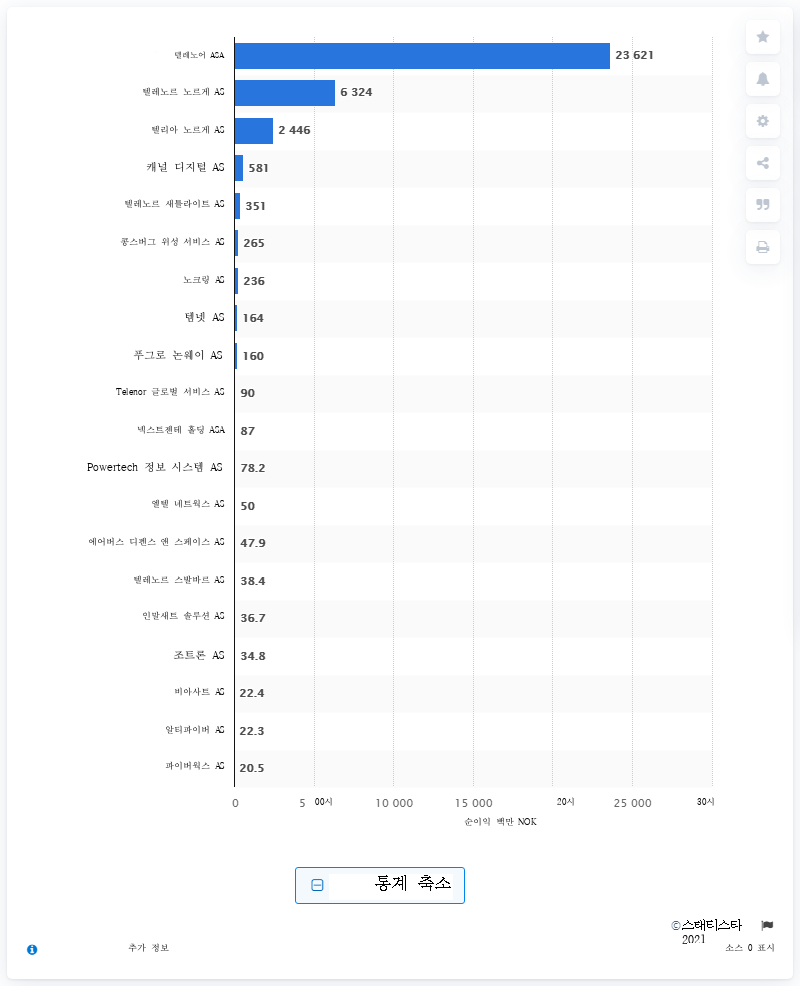 텔레노어 ASA 23 621
텔레노르 노르게 AS 6 324
텔리아 노르게 AS 2 446
캐널 디지털 AS 581
텔레노르 새틀라이트 AS 351
콩스버그 위성 서비스 AS 265
노크링 AS 236
템넷 AS 164
푸그로 논웨이 AS 160
Telenor 글로벌 서비스 AS 90
넥스트젠테 홀딩 ASA 87
Powertech 정보 시스템 AS 78.2
엘텔 네트웍스 AS 50
에어버스 디펜스 앤 스페이스 AS 47.9
텔레노르 스발바르 AS 38.4
인말새트 솔루션 AS 36.7
조트론 AS 34.8
비아사트 AS 22.4
알티파이버 AS 22.3
파이버웍스 AS 20.5
0 5 00시 10 000 15 000 20시 25 000 30시
순이익 백만 NOK
통계 축소
©스태티스타
2021
추가 정보 소스 0 표시